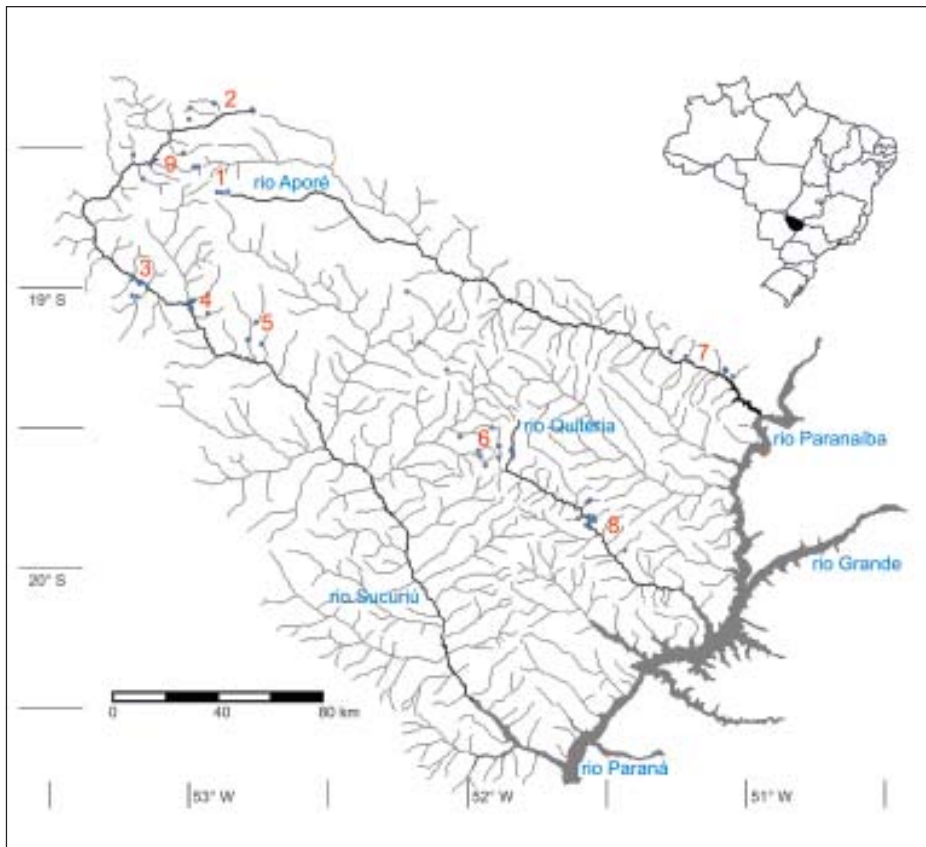 2
9
1
rio Aporé
3
19° S
4
5
7
rio Quitéria
6
rio Paranaíba
8
rio Grande
20° S
rio Sucuriú
0 40 80 km
rio Paraná
53° W
52° W
51° W